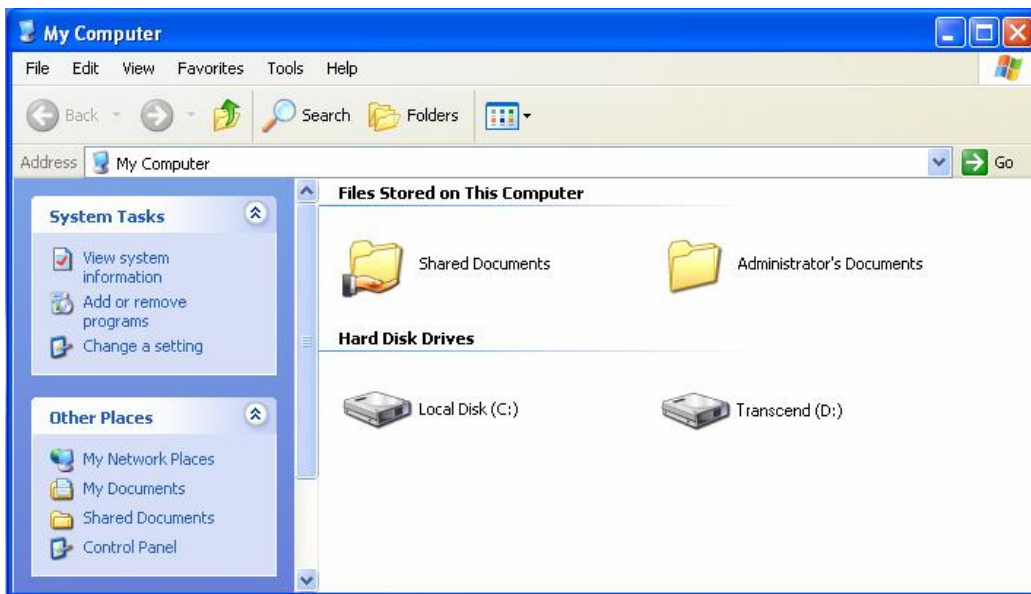 My Computer
File Edit View Favorites Tools Help
Back Search Folders
Address My Computer Go
System Tasks
View system
information
Add or remove
programs
Change a setting
Other Places
My Network Places
My Documents
Shared Documents
Control Panel
Files Stored on This Computer
Shared Documents Administrator's Documents
Hard Disk Drives
Local Disk (C:) Transcend (D:)